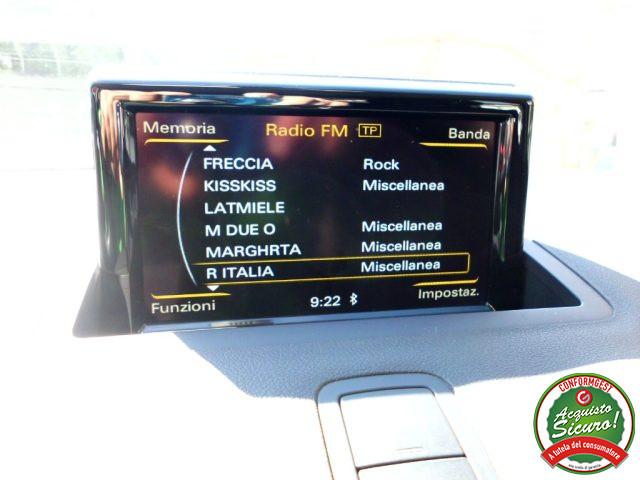 Memoria
Radio FM TP
Banda
FRECCIA Rock
KISSKISS Miscellanea
LATMIELE
M DUE O Miscellanea
MARGHRTA Miscellanea
R ITALIA Miscellanea
Funzioni
9:22
Impostaz.
CONFORMGEST
Acquisto
Sicuro!
A tutela del consumatore